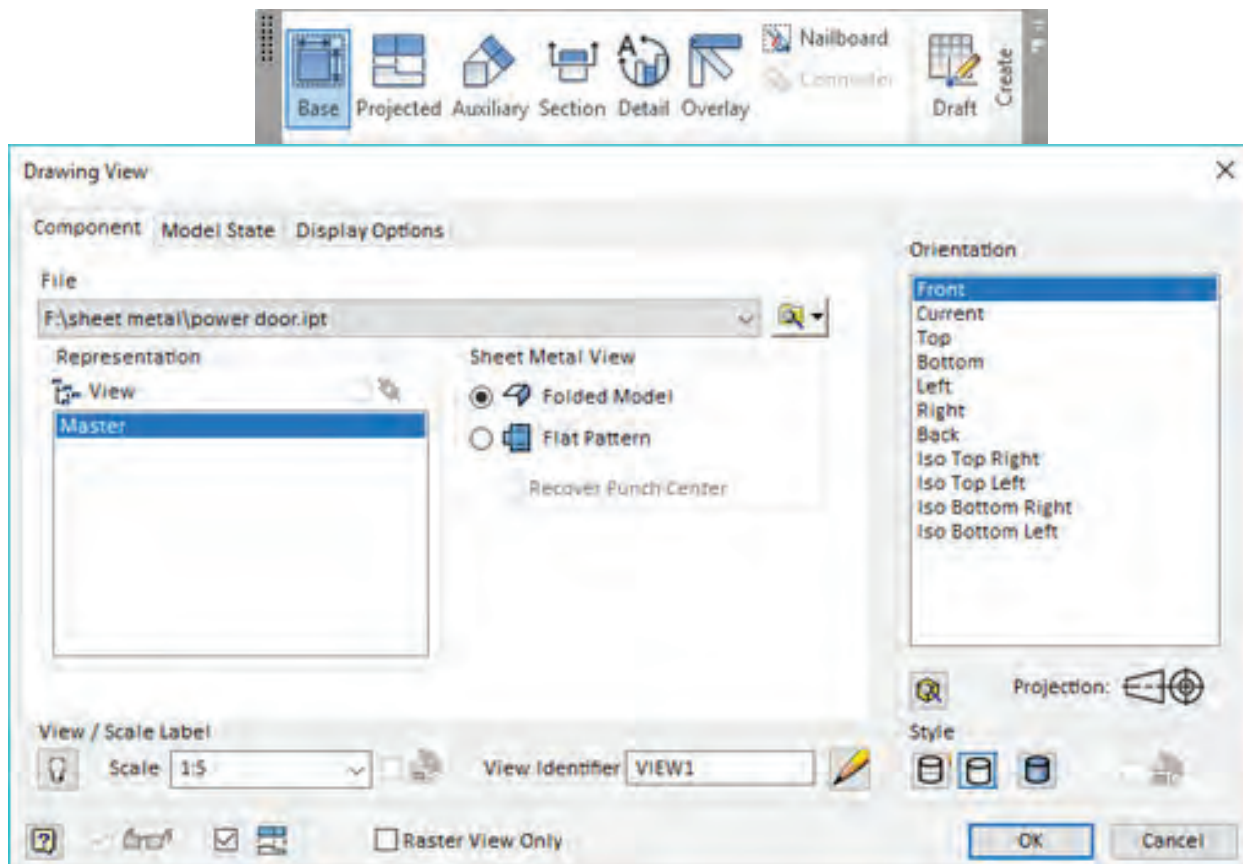 Nailboard
Connector
Base Projected Auxiliary Section Detail Overlay Draft Create
Drawing View
Component Model State Display Options
File
F:\sheet metal\power door.ipt
Representation
View
Master
Sheet Metal View
Folded Model
Flat Pattern
Recover Punch Center
Orientation
Front
Current
Top
Bottom
Left
Right
Back
Iso Top Right
Iso Top Left
Iso Bottom Right
Iso Bottom Left
Projection:
View / Scale Label
Scale 1:5
View Identifier VIEW1
Style
Raster View Only
OK Cancel